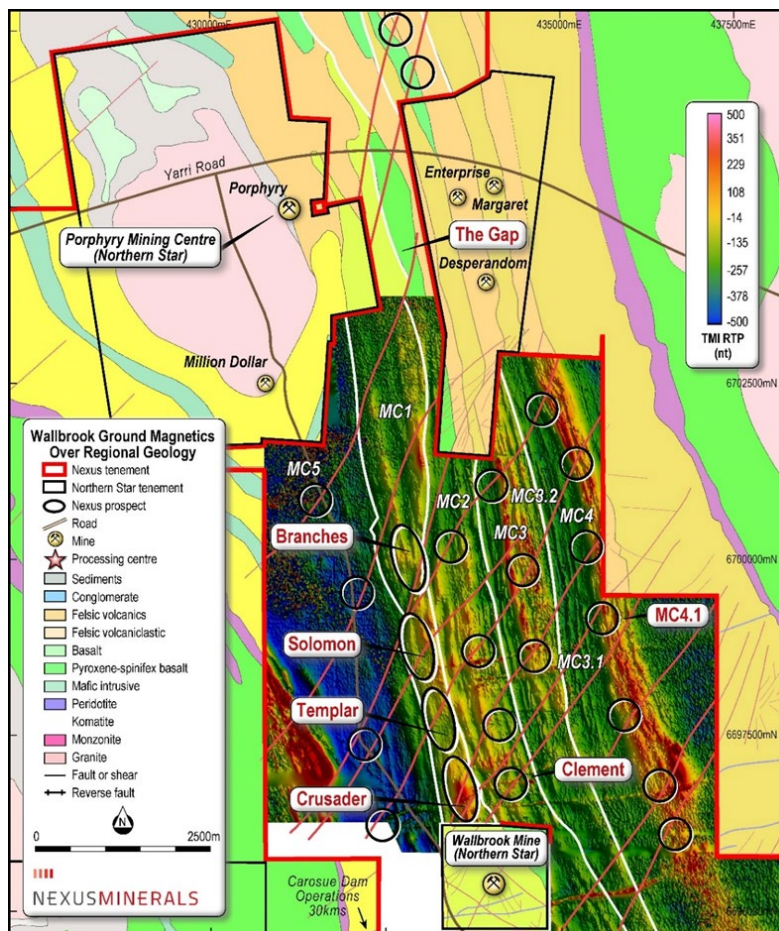 430000mE
435000mE
437500mE
Yarri Road
Porphyry
Porphyry Mining Centre
(Northern Star)
Enterprise
Margaret
The Gap
Desperandom
Million Dollar
500
351
229
108
-14
-135
-257
-378
-500
TMI RTP
(nt)
6702500mN
Wallbrook Ground Magnetics
Over Regional Geology
Nexus tenement
Northern Star tenement
Nexus prospect
Road
Mine
Processing centre
Sediments
Conglomerate
Felsic volcanics
Felsic volcaniclastic
Basalt
Pyroxene-spinifex basalt
Mafic intrusive
Peridotite
Komatite
Monzonite
Granite
Fault or shear
Reverse fault
N
0
2500m
NEXUSMINERALS
MC1
MC5
MC2
MC3.2
MC3
MC4
Branches
6700000mN
MC4.1
Solomon
MC3.1
Templar
6697500mN
Clement
Crusader
Wallbrook Mine
(Northern Star)
Carosue Dam
Operations
30kms